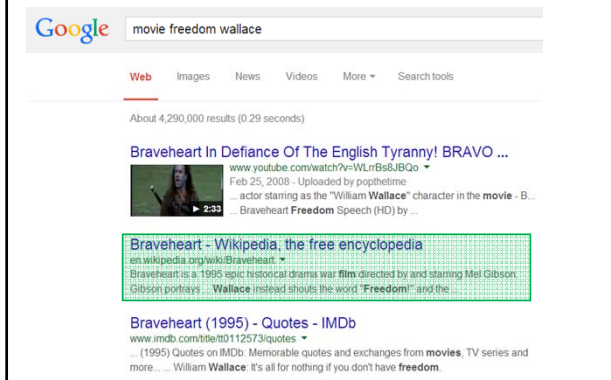 Google movie freedom wallace
Web Images News Videos More Search tools
About 4,290,000 results (0.29 seconds)
Braveheart In Defiance Of The English Tyranny! BRAVO ...
www.youtube.com/watch?v=WLrrBs8JBQo
Feb 25, 2008 - Uploaded by popthetime
... actor starring as the "William Wallace" character in the movie - B...
2:33 ... Braveheart Freedom Speech (HD) by ...
Braveheart - Wikipedia, the free encyclopedia
en.wikipedia.org/wiki/Braveheart
Braveheart is a 1995 epic historical drama war film directed by and starring Mel Gibson.
Gibson portrays ... Wallace instead shouts the word "Freedom!" and the ...
Braveheart (1995) - Quotes - IMDb
www.imdb.com/title/tt0112573/quotes
... (1995) Quotes on IMDb: Memorable quotes and exchanges from movies, TV series and
more... ... William Wallace: It's all for nothing if you don't have freedom.